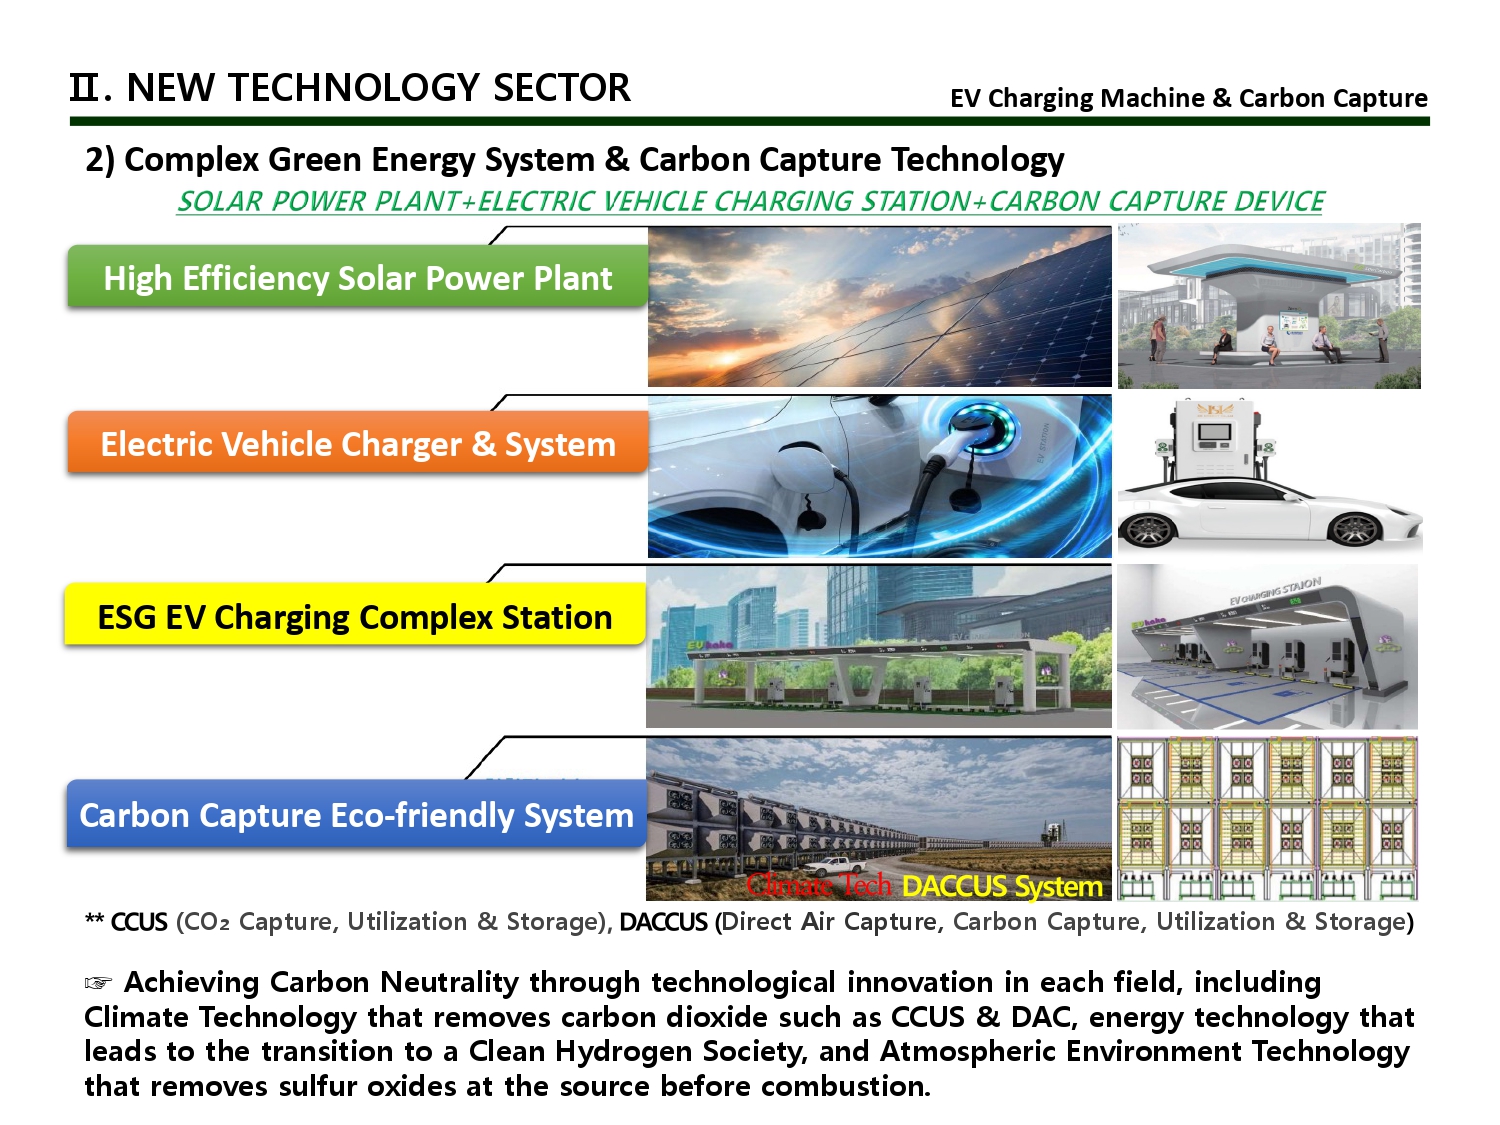 Ⅱ. NEW TECHNOLOGY SECTOR
EV Charging Machine & Carbon Capture
2) Complex Green Energy System & Carbon Capture Technology
SOLAR POWER PLANT+ELECTRIC VEHICLE CHARGING STATION+CARBON CAPTURE DEVICE
High Efficiency Solar Power Plant
Electric Vehicle Charger & System
EV STATION
ESG EV Charging Complex Station
EV CHARGING STAION
Carbon Capture Eco-friendly System
Climate Tech DACCUS System
** CCUS (CO₂ Capture, Utilization & Storage), DACCUS (Direct Air Capture, Carbon Capture, Utilization & Storage)
☞ Achieving Carbon Neutrality through technological innovation in each field, including
Climate Technology that removes carbon dioxide such as CCUS & DAC, energy technology that
leads to the transition to a Clean Hydrogen Society, and Atmospheric Environment Technology
that removes sulfur oxides at the source before combustion.